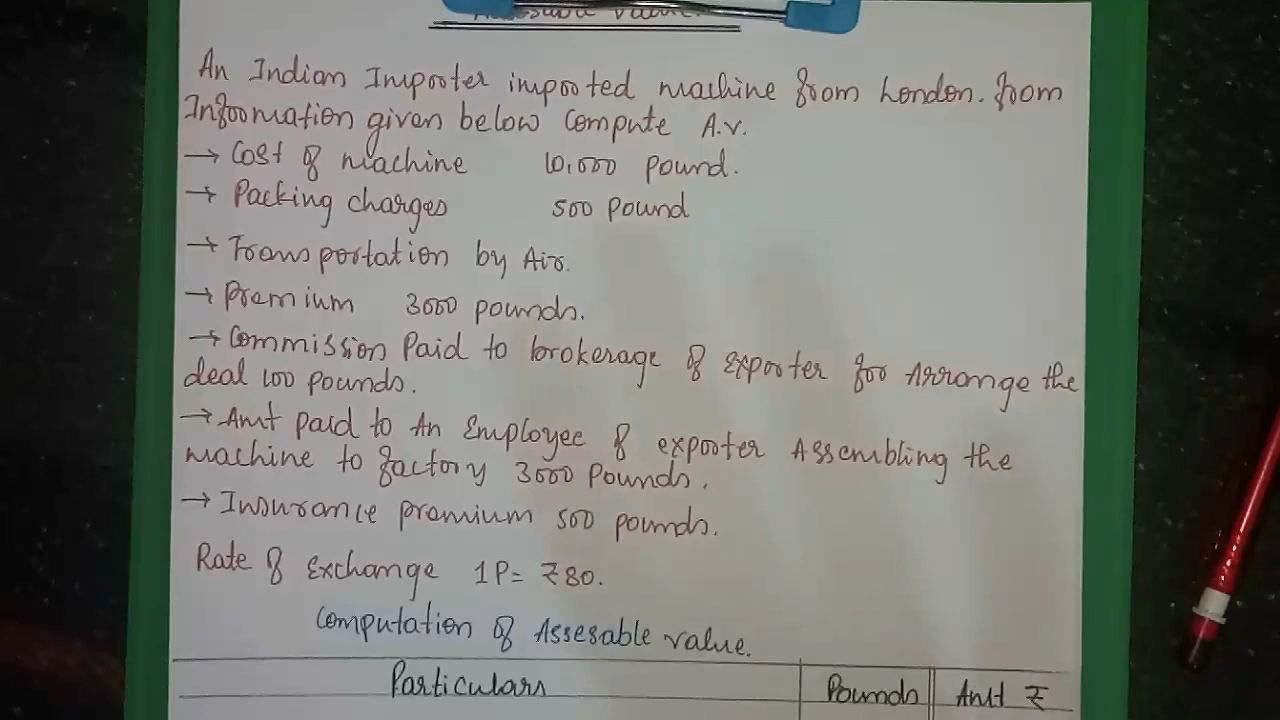 An Indian Importer imported machine from London. from
Information given below compute A.V.
→ Cost of machine 10,000 pound.
→ Packing charges 500 pound
→ Transportation by Air.
→ Premium 3000 pounds.
→ Commission Paid to brokerage of exporter for Arrange the
deal 100 pounds.
→ Amt paid to An Employee of exporter Assembling the
machine to factory 3000 Pounds.
→ Insurance premium 500 pounds.
Rate of Exchange 1P= ₹80.
Computation of Assesable value.
Particulars Pounds Amt ₹